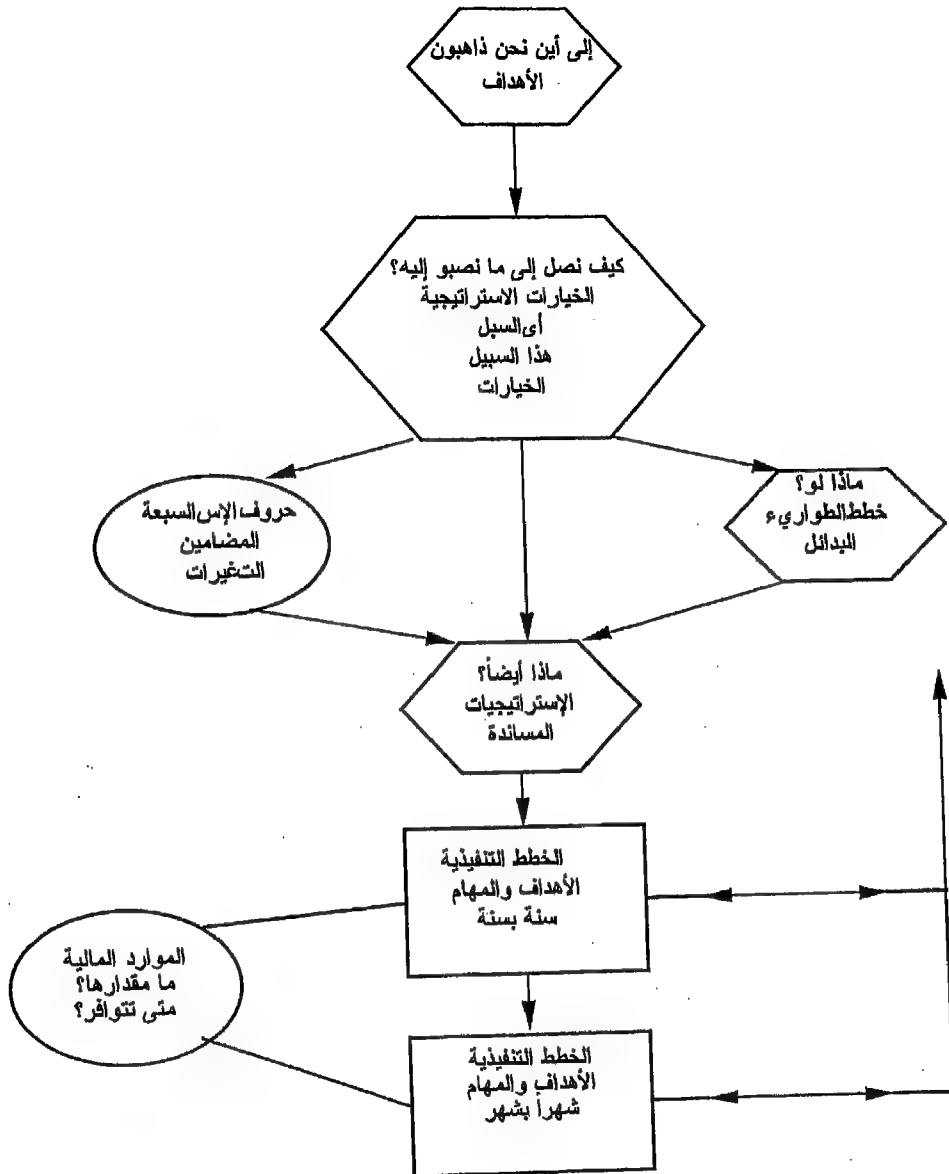 إلى أين نحن ذاهبون
الأهداف
كيف نصل إلى ما نصبو إليه؟
الخيارات الاستراتيجية
أى السبل
هذا السبيل
الخيارات
ماذا لو؟
خطط الطواريء
البدائل
حروف الإس السبعة
المضامين
التغيرات
ماذا أيضاً؟
الإستراتيجيات
المساندة
الخطط التنفيذية
الأهداف والمهام
سنة بسنة
الموارد المالية
ما مقدارها؟
متى تتوافر؟
الخطط التنفيذية
الأهداف والمهام
شهراً بشهر